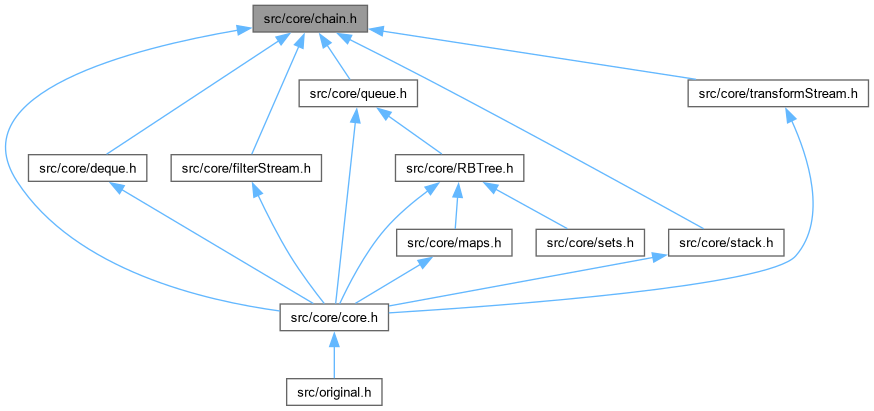 src/core/chain.h
src/core/queue.h
src/core/transformStream.h
src/core/deque.h
src/core/filterStream.h
src/core/RBTree.h
src/core/maps.h
src/core/sets.h
src/core/stack.h
src/core/core.h
src/original.h